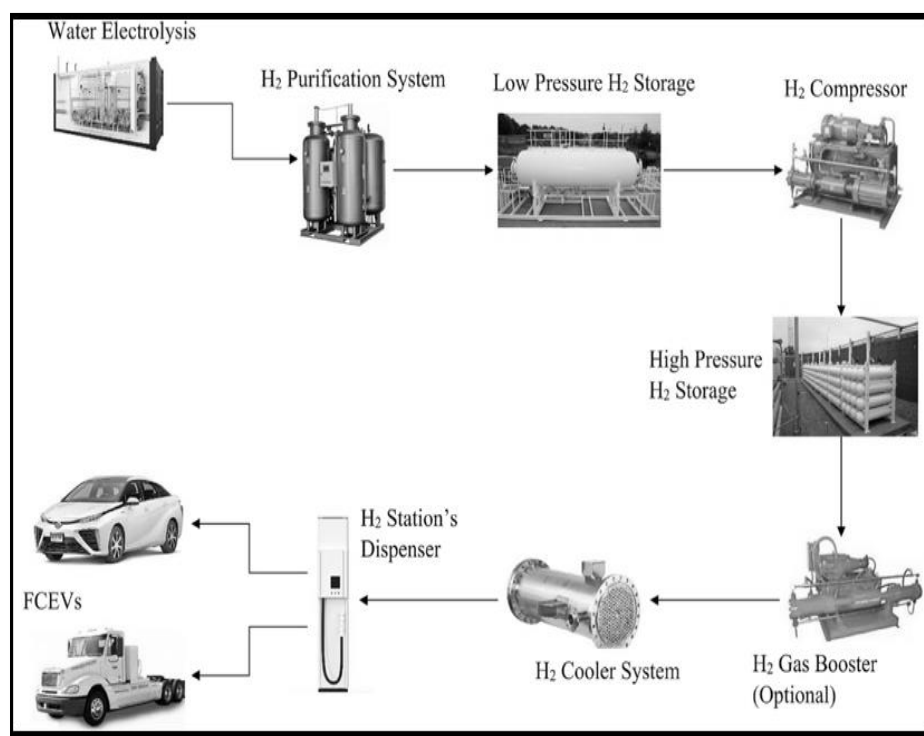 Water Electrolysis
H₂ Purification System
Low Pressure H₂ Storage
H₂ Compressor
High Pressure
H₂ Storage
H₂ Station’s
Dispenser
FCEVs
H₂ Cooler System
H₂ Gas Booster
(Optional)